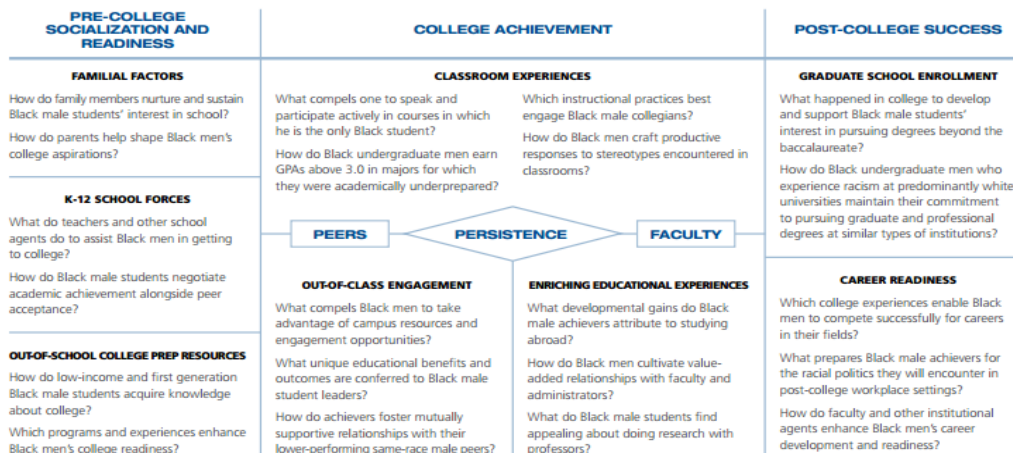 PRE-COLLEGE
SOCIALIZATION AND
READINESS
FAMILIAL FACTORS
How do family members nurture and sustain
Black male students' interest in school?
How do parents help shape Black men's
college aspirations?
K-12 SCHOOL FORCES
What do teachers and other school
agents do to assist Black men in getting
to college?
How do Black male students negotiate
academic achievement alongside peer
acceptance?
OUT-OF-SCHOOL COLLEGE PREP RESOURCES
How do low-income and first generation
Black male students acquire knowledge
about college?
Which programs and experiences enhance
Black men's college readiness?
COLLEGE ACHIEVEMENT
CLASSROOM EXPERIENCES
What compels one to speak and
participate actively in courses in which
he is the only Black student?
How do Black undergraduate men earn
GPAs above 3.0 in majors for which
they were academically underprepared?
Which instructional practices best
engage Black male collegians?
How do Black men craft productive
responses to stereotypes encountered in
classrooms?
PEERS
PERSISTENCE
FACULTY
OUT-OF-CLASS ENGAGEMENT
What compels Black men to take
advantage of campus resources and
engagement opportunities?
What unique educational benefits and
outcomes are conferred to Black male
student leaders?
How do achievers foster mutually
supportive relationships with their
lower-performing same-race male peers?
ENRICHING EDUCATIONAL EXPERIENCES
What developmental gains do Black
male achievers attribute to studying
abroad?
How do Black men cultivate value-
added relationships with faculty and
administrators?
What do Black male students find
appealing about doing research with
professors?
POST-COLLEGE SUCCESS
GRADUATE SCHOOL ENROLLMENT
What happened in college to develop
and support Black male students'
interest in pursuing degrees beyond the
baccalaureate?
How do Black undergraduate men who
experience racism at predominantly white
universities maintain their commitment
to pursuing graduate and professional
degrees at similar types of institutions?
CAREER READINESS
Which college experiences enable Black
men to compete successfully for careers
in their fields?
What prepares Black male achievers for
the racial politics they will encounter in
post-college workplace settings?
How do faculty and other institutional
agents enhance Black men's career
development and readiness?